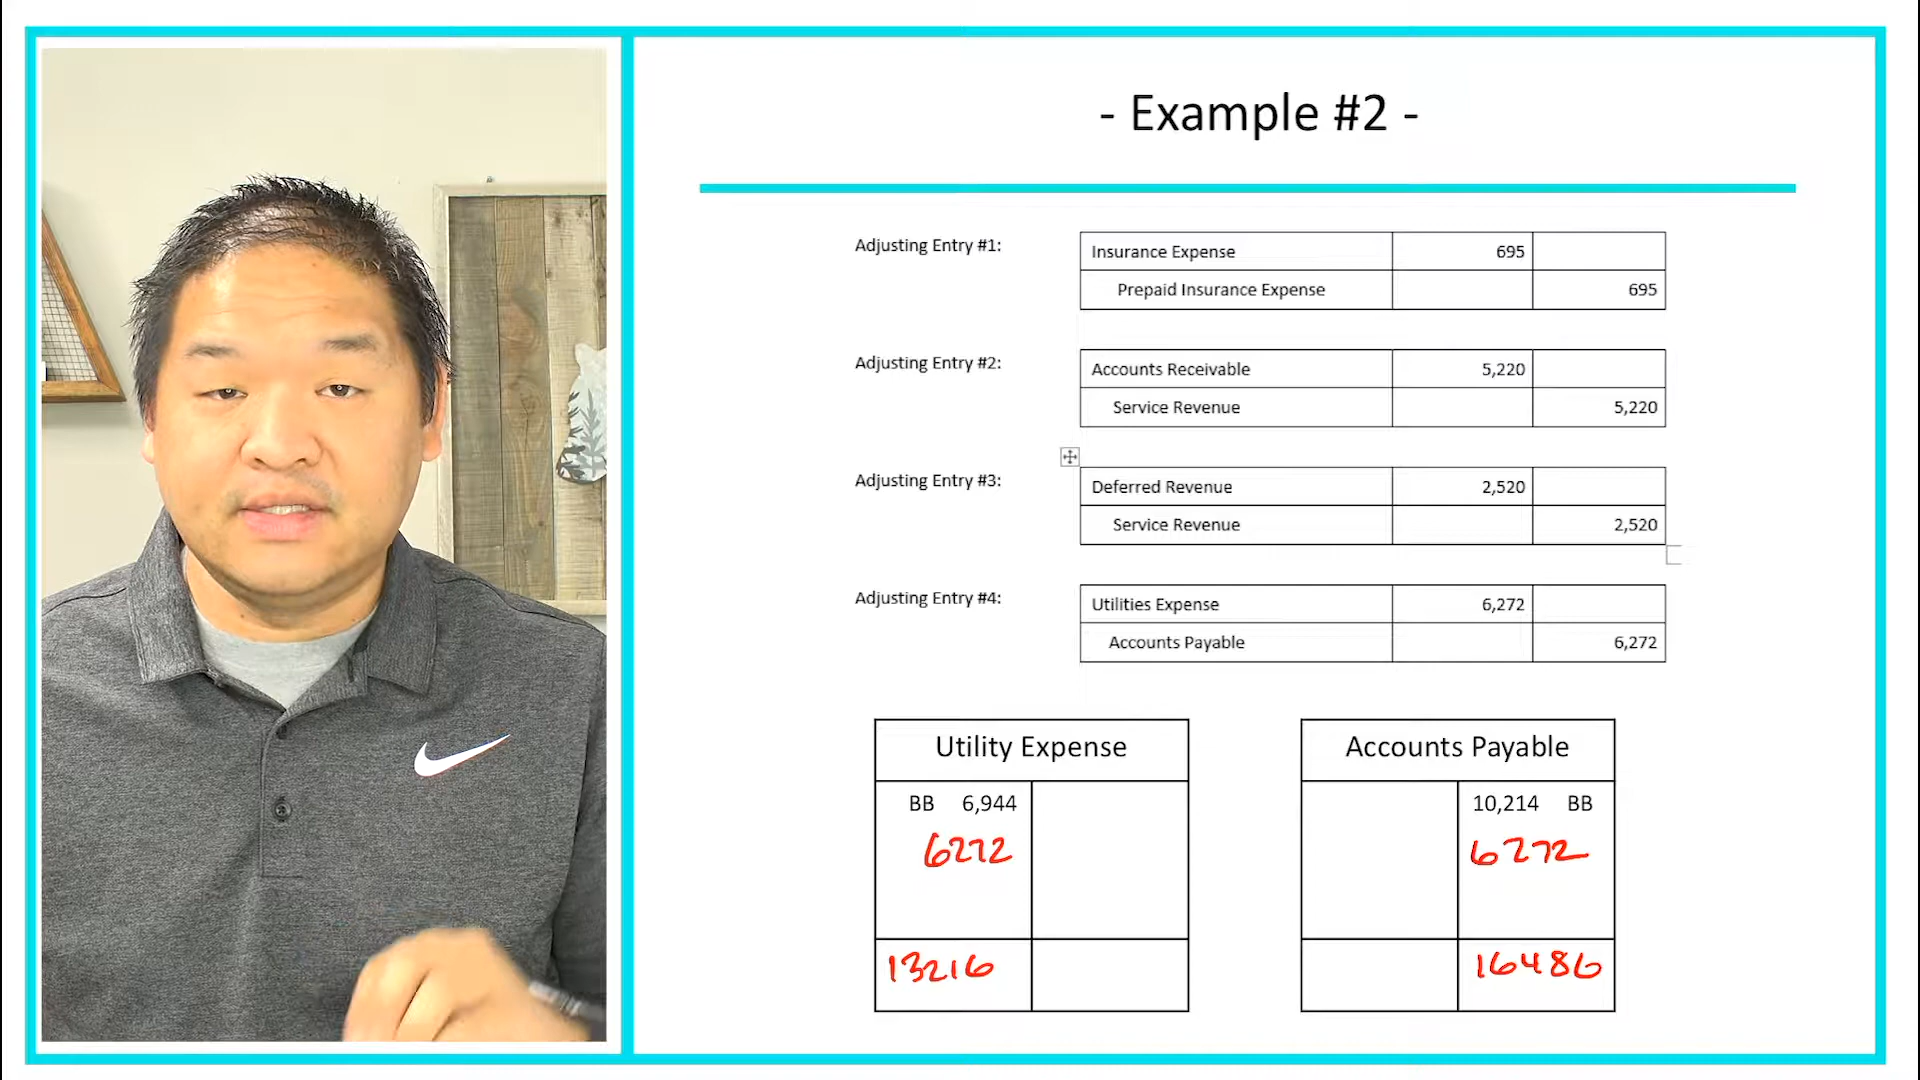 - Example #2 -
Adjusting Entry #1:
Insurance Expense 695
Prepaid Insurance Expense 695
Adjusting Entry #2:
Accounts Receivable 5,220
Service Revenue 5,220
Adjusting Entry #3:
Deferred Revenue 2,520
Service Revenue 2,520
Adjusting Entry #4:
Utilities Expense 6,272
Accounts Payable 6,272
Utility Expense
BB 6,944
6272
13216
Accounts Payable
10,214 BB
6272
16486